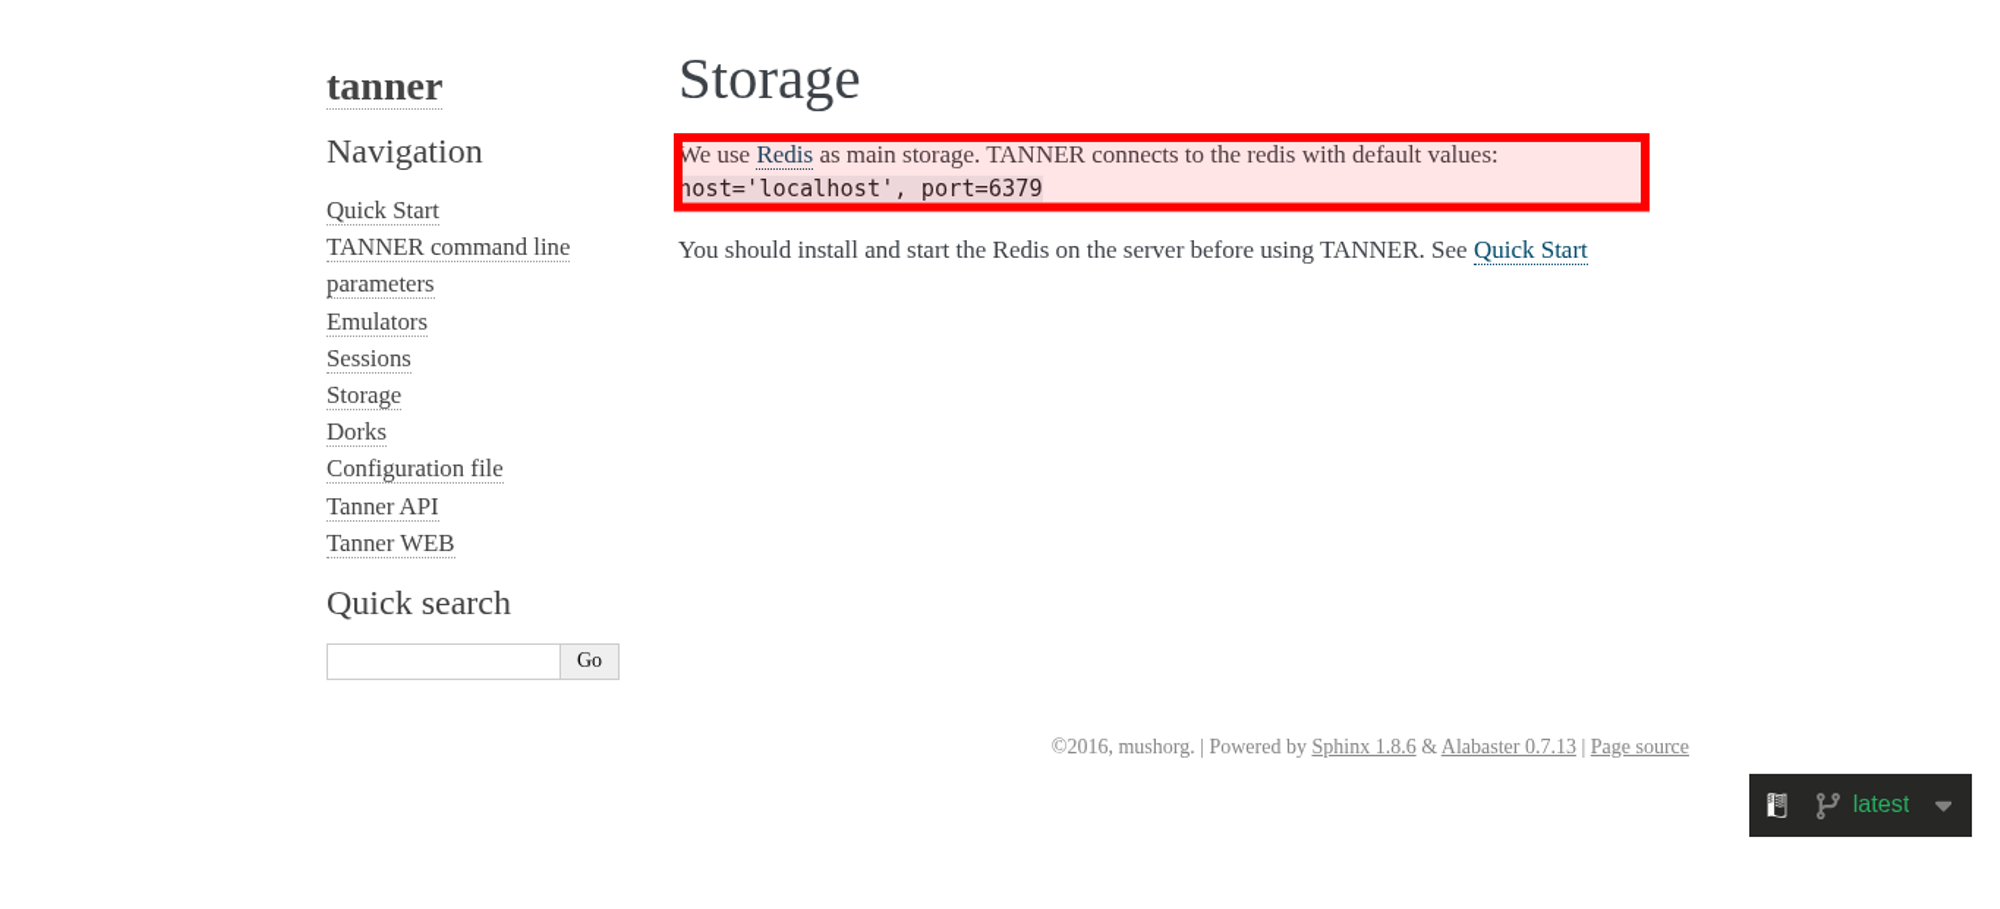 tanner
Navigation
Quick Start
TANNER command line
parameters
Emulators
Sessions
Storage
Dorks
Configuration file
Tanner API
Tanner WEB
Quick search
Go
Storage
We use Redis as main storage. TANNER connects to the redis with default values:
host='localhost', port=6379
You should install and start the Redis on the server before using TANNER. See Quick Start
©2016, mushorg. | Powered by Sphinx 1.8.6 & Alabaster 0.7.13 | Page source
latest